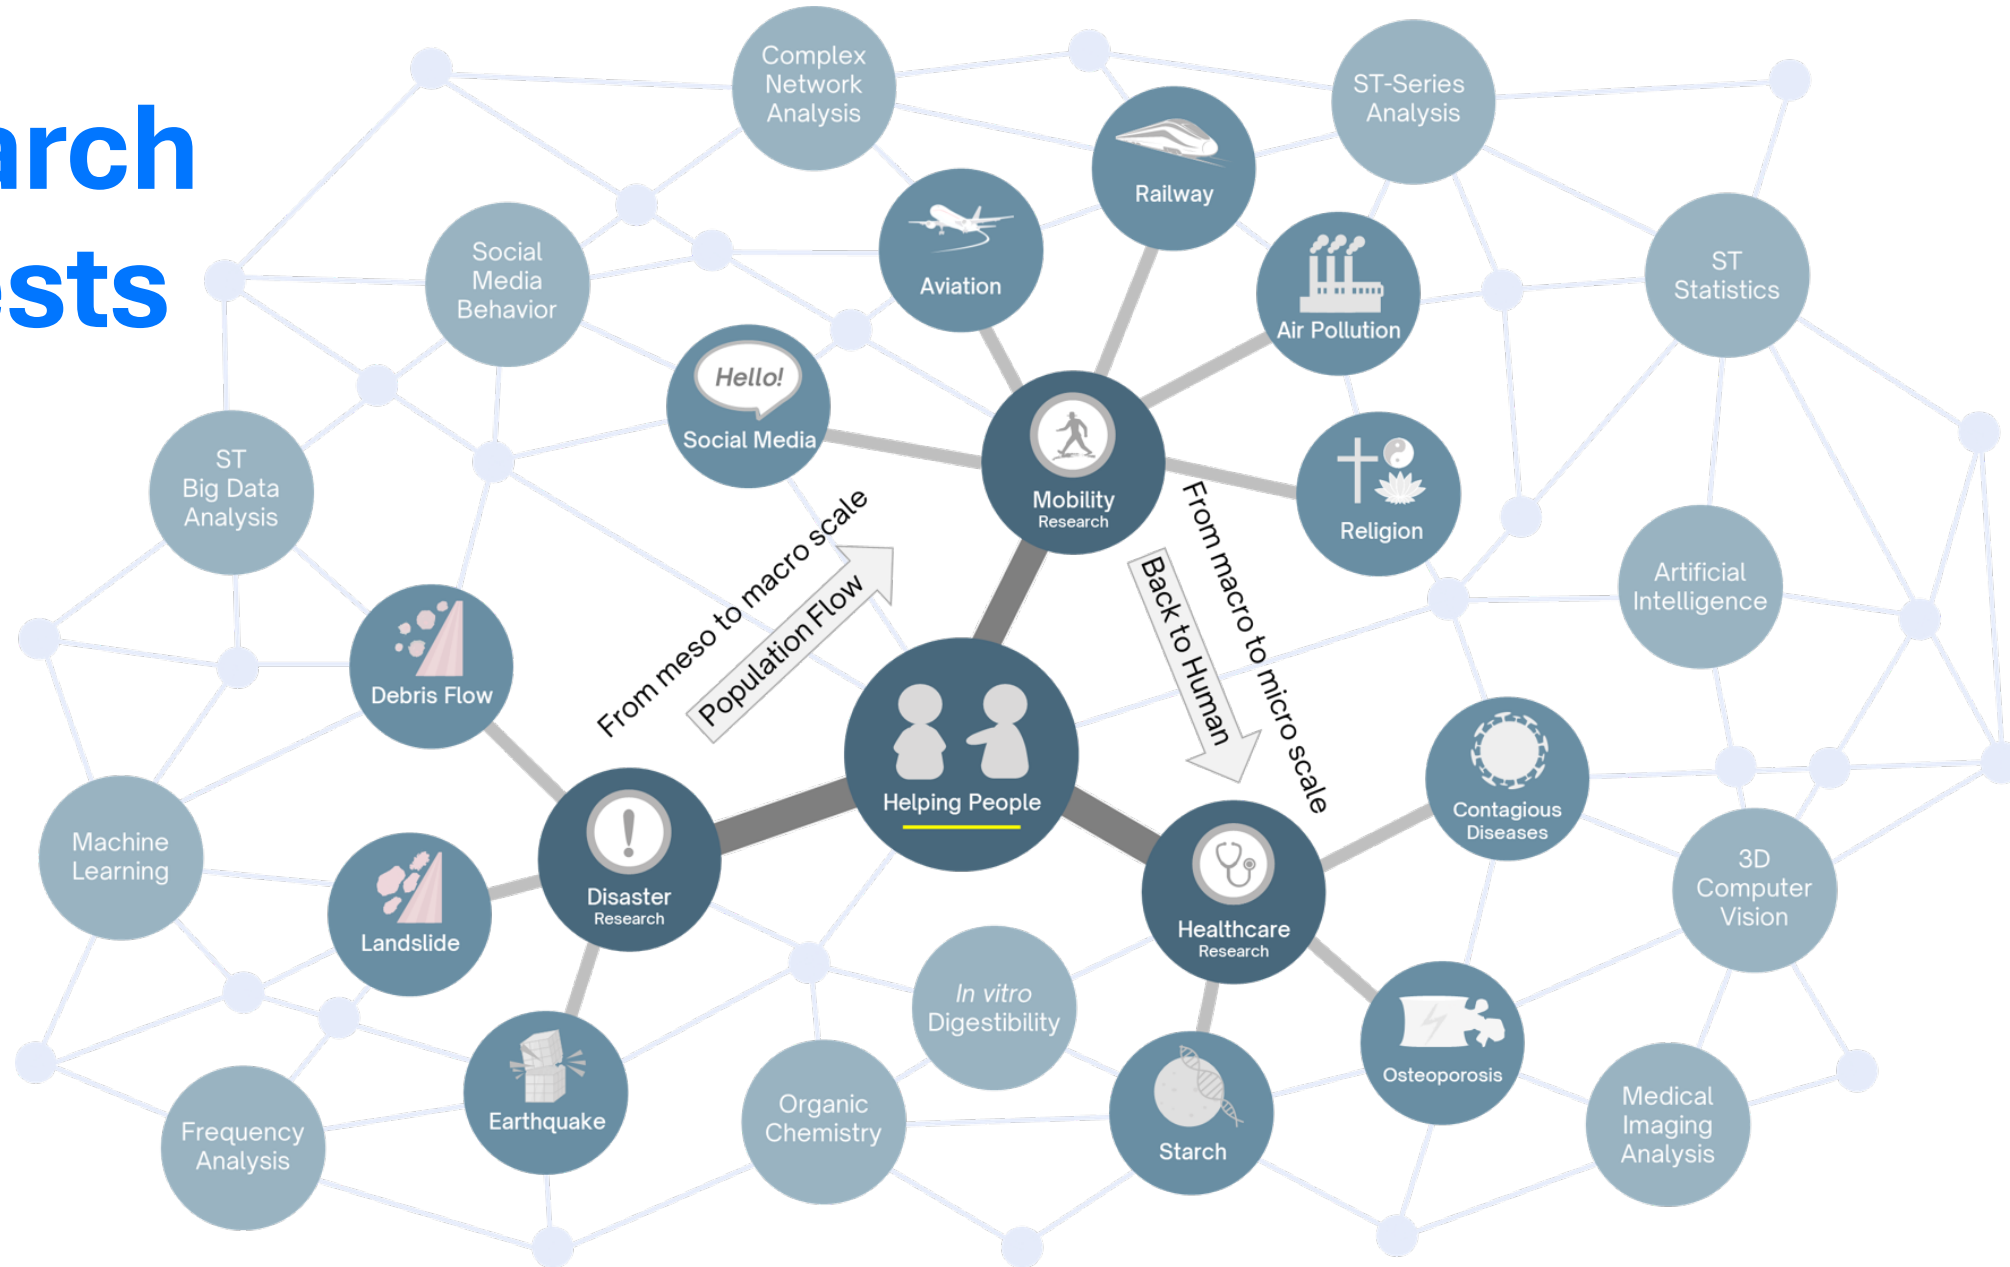 arch
ests
Complex
Network
Analysis
ST-Series
Analysis
Railway
Social
Media
Behavior
Aviation
Air Pollution
ST
Statistics
Hello!
Social Media
Mobility
Research
Religion
ST
Big Data
Analysis
From meso to macro scale
Population Flow
From macro to micro scale
Back to Human
Artificial
Intelligence
Debris Flow
Helping People
Contagious
Diseases
Machine
Learning
Landslide
Disaster
Research
Healthcare
Research
3D
Computer
Vision
In vitro
Digestibility
Osteoporosis
Earthquake
Organic
Chemistry
Starch
Frequency
Analysis
Medical
Imaging
Analysis